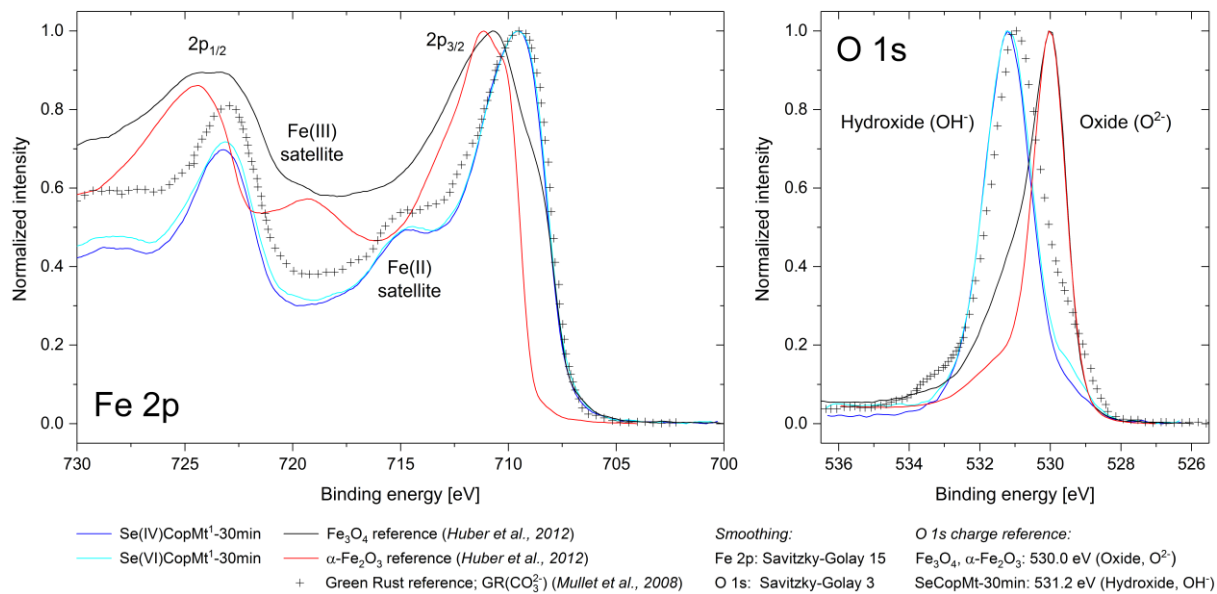 2p1/2
2p3/2
Fe(III)
satellite
Fe(II)
satellite
Fe 2p
Normalized intensity
1.0
0.8
0.6
0.4
0.2
0.0
730 725 720 715 710 705 700
Binding energy [eV]
O 1s
Hydroxide (OH-)
Oxide (O2-)
Normalized intensity
1.0
0.8
0.6
0.4
0.2
0.0
536 534 532 530 528 526
Binding energy [eV]
Se(IV)CopMt1-30min
Se(VI)CopMt1-30min
Fe3O4 reference (Huber et al., 2012)
α-Fe2O3 reference (Huber et al., 2012)
Green Rust reference; GR(CO32-) (Mullet et al., 2008)
Smoothing:
Fe 2p: Savitzky-Golay 15
O 1s: Savitzky-Golay 3
O 1s charge reference:
Fe3O4, α-Fe2O3: 530.0 eV (Oxide, O2-)
SeCopMt-30min: 531.2 eV (Hydroxide, OH-)